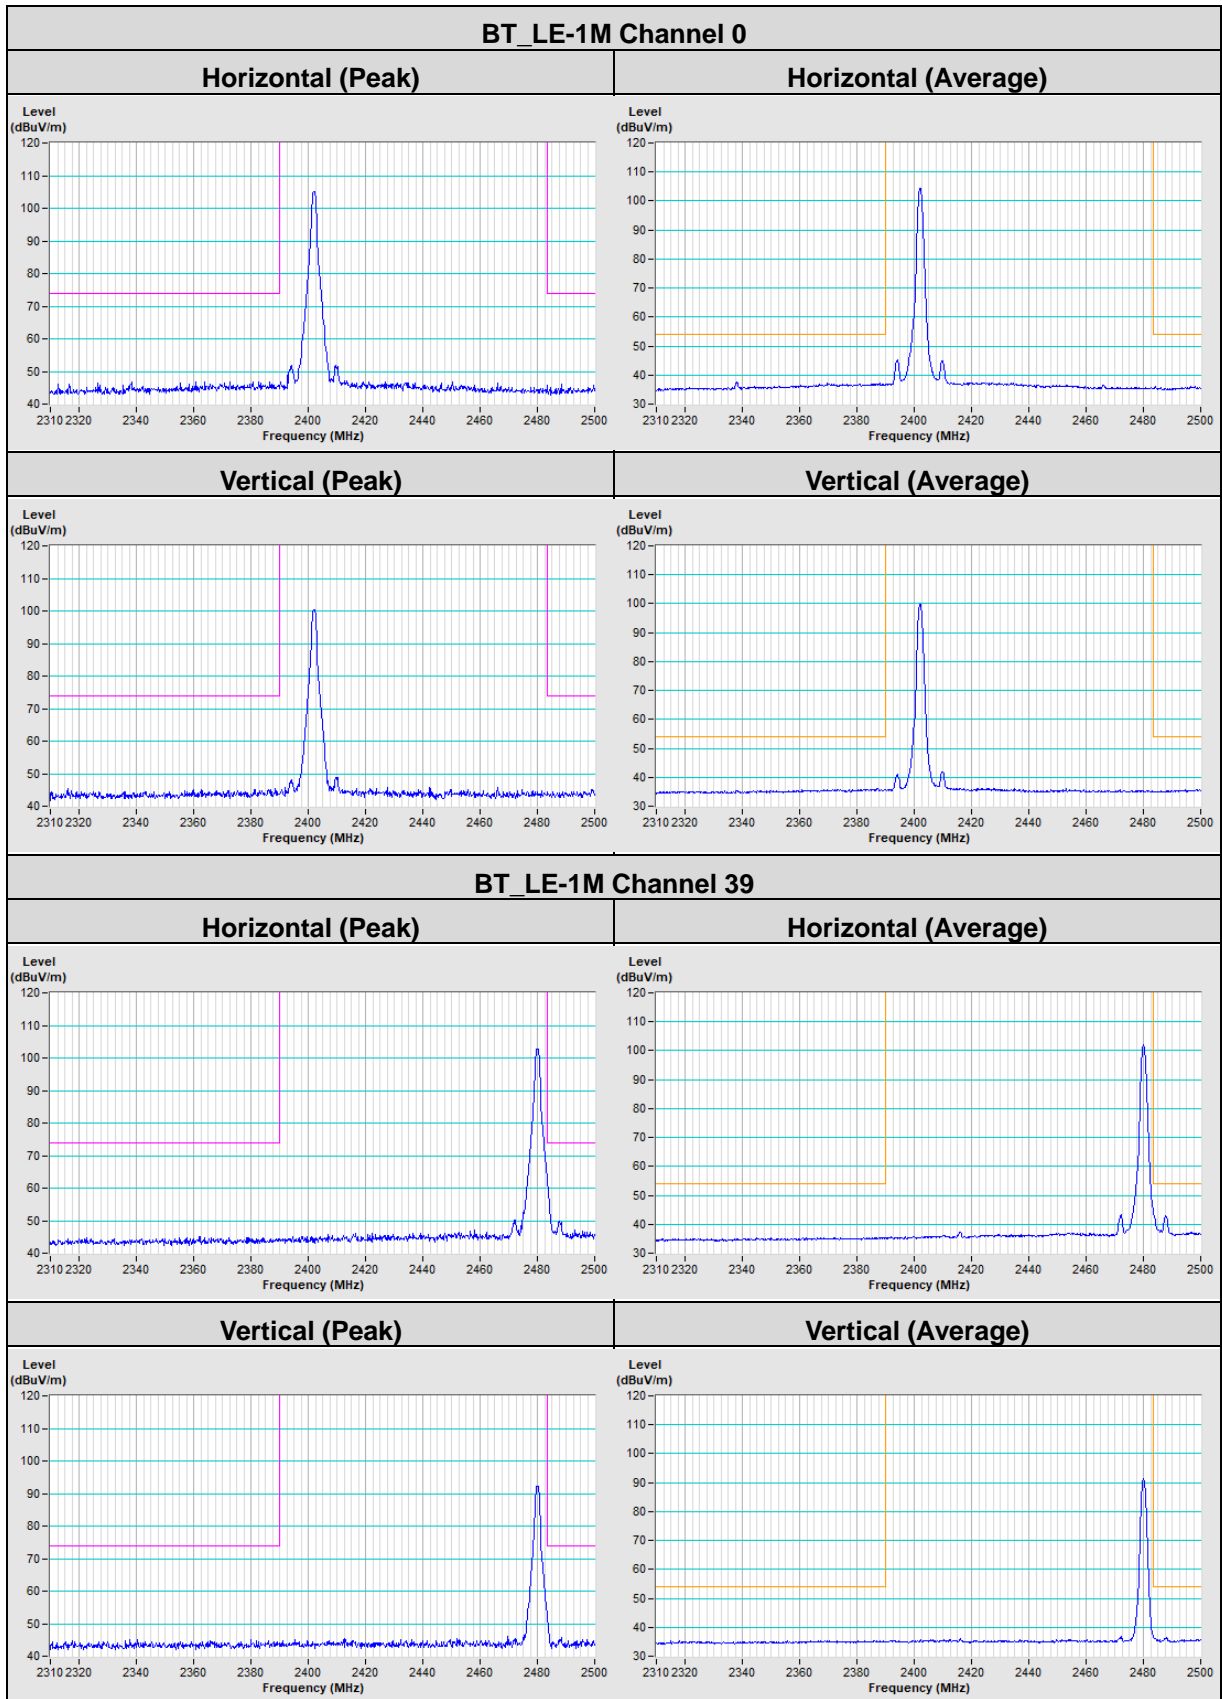 BT_LE-1M Channel 0
Horizontal (Peak) Horizontal (Average)
Level Level
(dBuV/m) (dBuV/m)
120 120
110 110
100 100
90 90
80 80
70 70
60 60
50 50
40 40
30
2310 2320 2340 2360 2380 2400 2420 2440 2460 2480 2500 2310 2320 2340 2360 2380 2400 2420 2440 2460 2480 2500
Frequency (MHz) Frequency (MHz)
Vertical (Peak) Vertical (Average)
Level Level
(dBuV/m) (dBuV/m)
120 120
110 110
100 100
90 90
80 80
70 70
60 60
50 50
40 40
30
2310 2320 2340 2360 2380 2400 2420 2440 2460 2480 2500 2310 2320 2340 2360 2380 2400 2420 2440 2460 2480 2500
Frequency (MHz) Frequency (MHz)
BT_LE-1M Channel 39
Horizontal (Peak) Horizontal (Average)
Level Level
(dBuV/m) (dBuV/m)
120 120
110 110
100 100
90 90
80 80
70 70
60 60
50 50
40 40
30
2310 2320 2340 2360 2380 2400 2420 2440 2460 2480 2500 2310 2320 2340 2360 2380 2400 2420 2440 2460 2480 2500
Frequency (MHz) Frequency (MHz)
Vertical (Peak) Vertical (Average)
Level Level
(dBuV/m) (dBuV/m)
120 120
110 110
100 100
90 90
80 80
70 70
60 60
50 50
40 40
30
2310 2320 2340 2360 2380 2400 2420 2440 2460 2480 2500 2310 2320 2340 2360 2380 2400 2420 2440 2460 2480 2500
Frequency (MHz) Frequency (MHz)